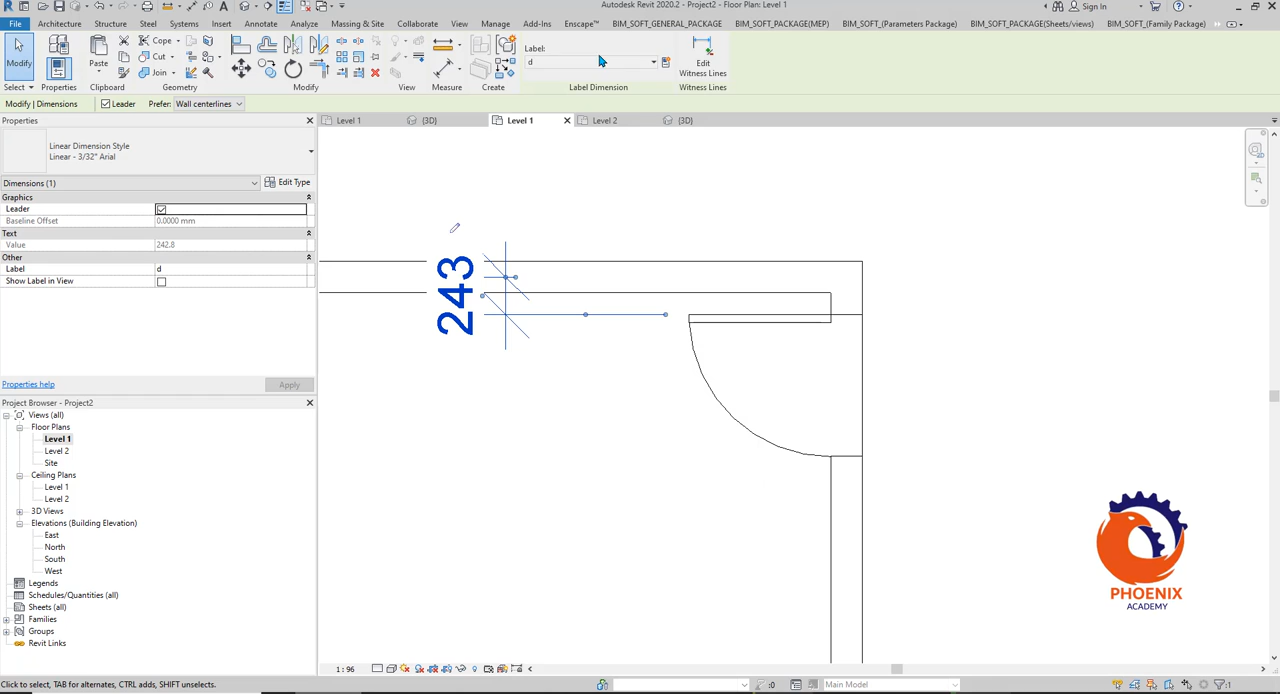 Autodesk Revit 2020.2 - Project2 - Floor Plan: Level 1
Sign In
File Architecture Structure Steel Systems Insert Annotate Analyze Massing & Site Collaborate View Manage Add-Ins Enscape™ BIM_SOFT_GENERAL_PACKAGE BIM_SOFT_PACKAGE(MEP) BIM_SOFT_(Parameters Package) BIM_SOFT_PACKAGE(Sheets/views) BIM_SOFT_(Family Package)
Modify
Paste
Cope
Cut
Join
Label:
d
Edit
Witness Lines
Select Properties Clipboard Geometry Modify View Measure Create Label Dimension Witness Lines
Modify | Dimensions Leader Prefer: Wall centerlines
Properties
Level 1 {3D} Level 1 Level 2 {3D}
Linear Dimension Style
Linear - 3/32" Arial
Dimensions (1) Edit Type
Graphics
Leader
Baseline Offset 0.0000 mm
Text
Value 242.8
Other
Label d
Show Label in View
243
Properties help Apply
Project Browser - Project2
Views (all)
Floor Plans
Level 1
Level 2
Site
Ceiling Plans
Level 1
Level 2
3D Views
Elevations (Building Elevation)
East
North
South
West
Legends
Schedules/Quantities (all)
Sheets (all)
Families
Groups
Revit Links
PHOENIX
ACADEMY
1 : 96
Click to select, TAB for alternates, CTRL adds, SHIFT unselects.
:0
Main Model
:1